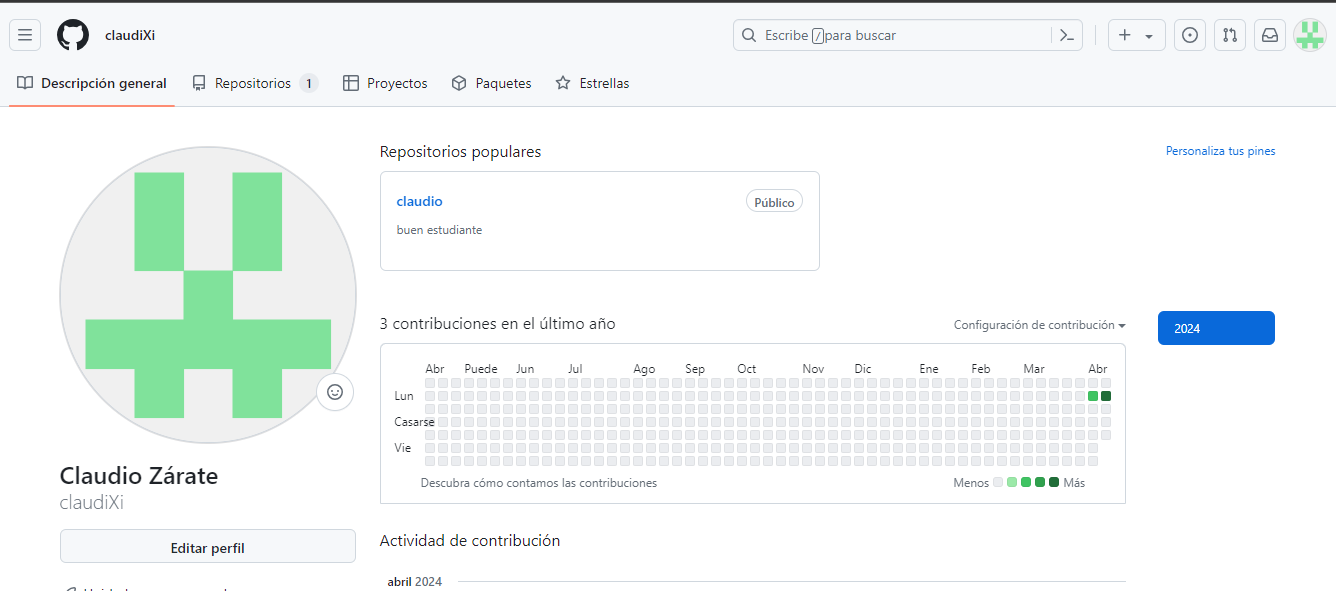 claudiXi
Escribe / para buscar
Descripción general
Repositorios 1
Proyectos
Paquetes
Estrellas
Repositorios populares
Personaliza tus pines
claudio
Público
buen estudiante
3 contribuciones en el último año
Configuración de contribución
2024
Abr Puede Jun Jul Ago Sep Oct Nov Dic Ene Feb Mar Abr
Lun
Casarse
Vie
Descubra cómo contamos las contribuciones
Menos
Más
Claudio Zárate
claudiXi
Editar perfil
Actividad de contribución
abril 2024